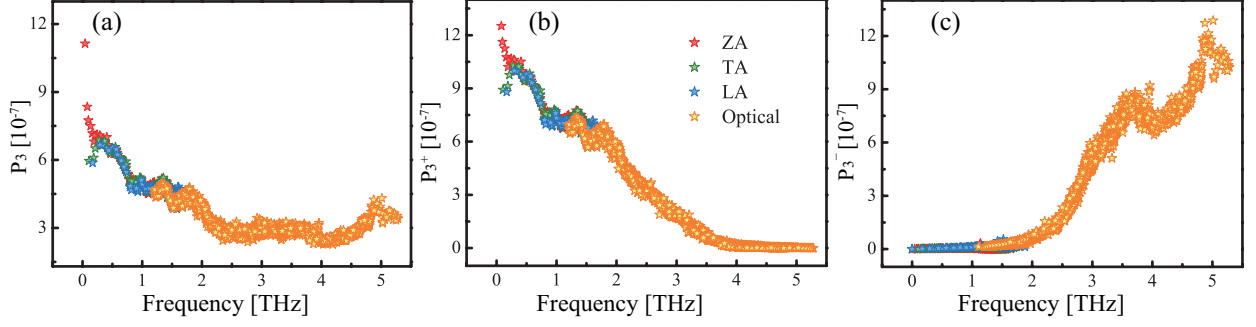 (a)
12
9
6
3
P₃ [10⁻⁷]
0 1 2 3 4 5
Frequency [THz]
(b)
12
9
6
3
0
P₃⁺ [10⁻⁷]
ZA
TA
LA
Optical
0 1 2 3 4 5
Frequency [THz]
(c)
12
9
6
3
0
P₃⁻ [10⁻⁷]
0 1 2 3 4 5
Frequency [THz]